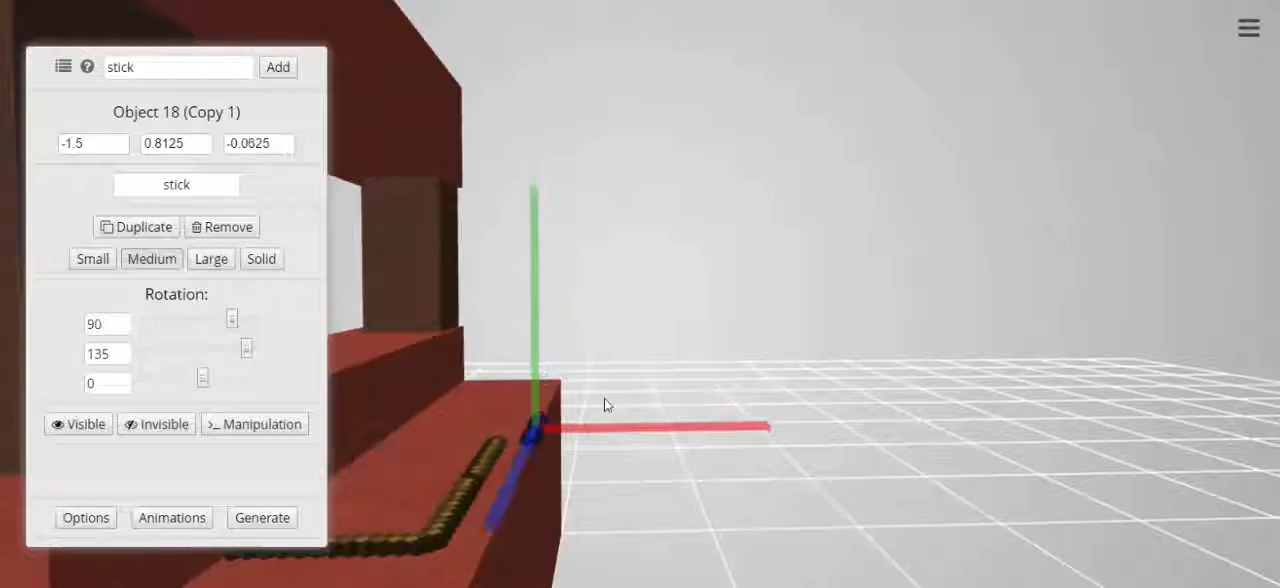 stick Add
Object 18 (Copy 1)
-1.5 0.8125 -0.0625
stick
Duplicate Remove
Small Medium Large Solid
Rotation:
90
135
0
Visible Invisible >_ Manipulation
Options Animations Generate